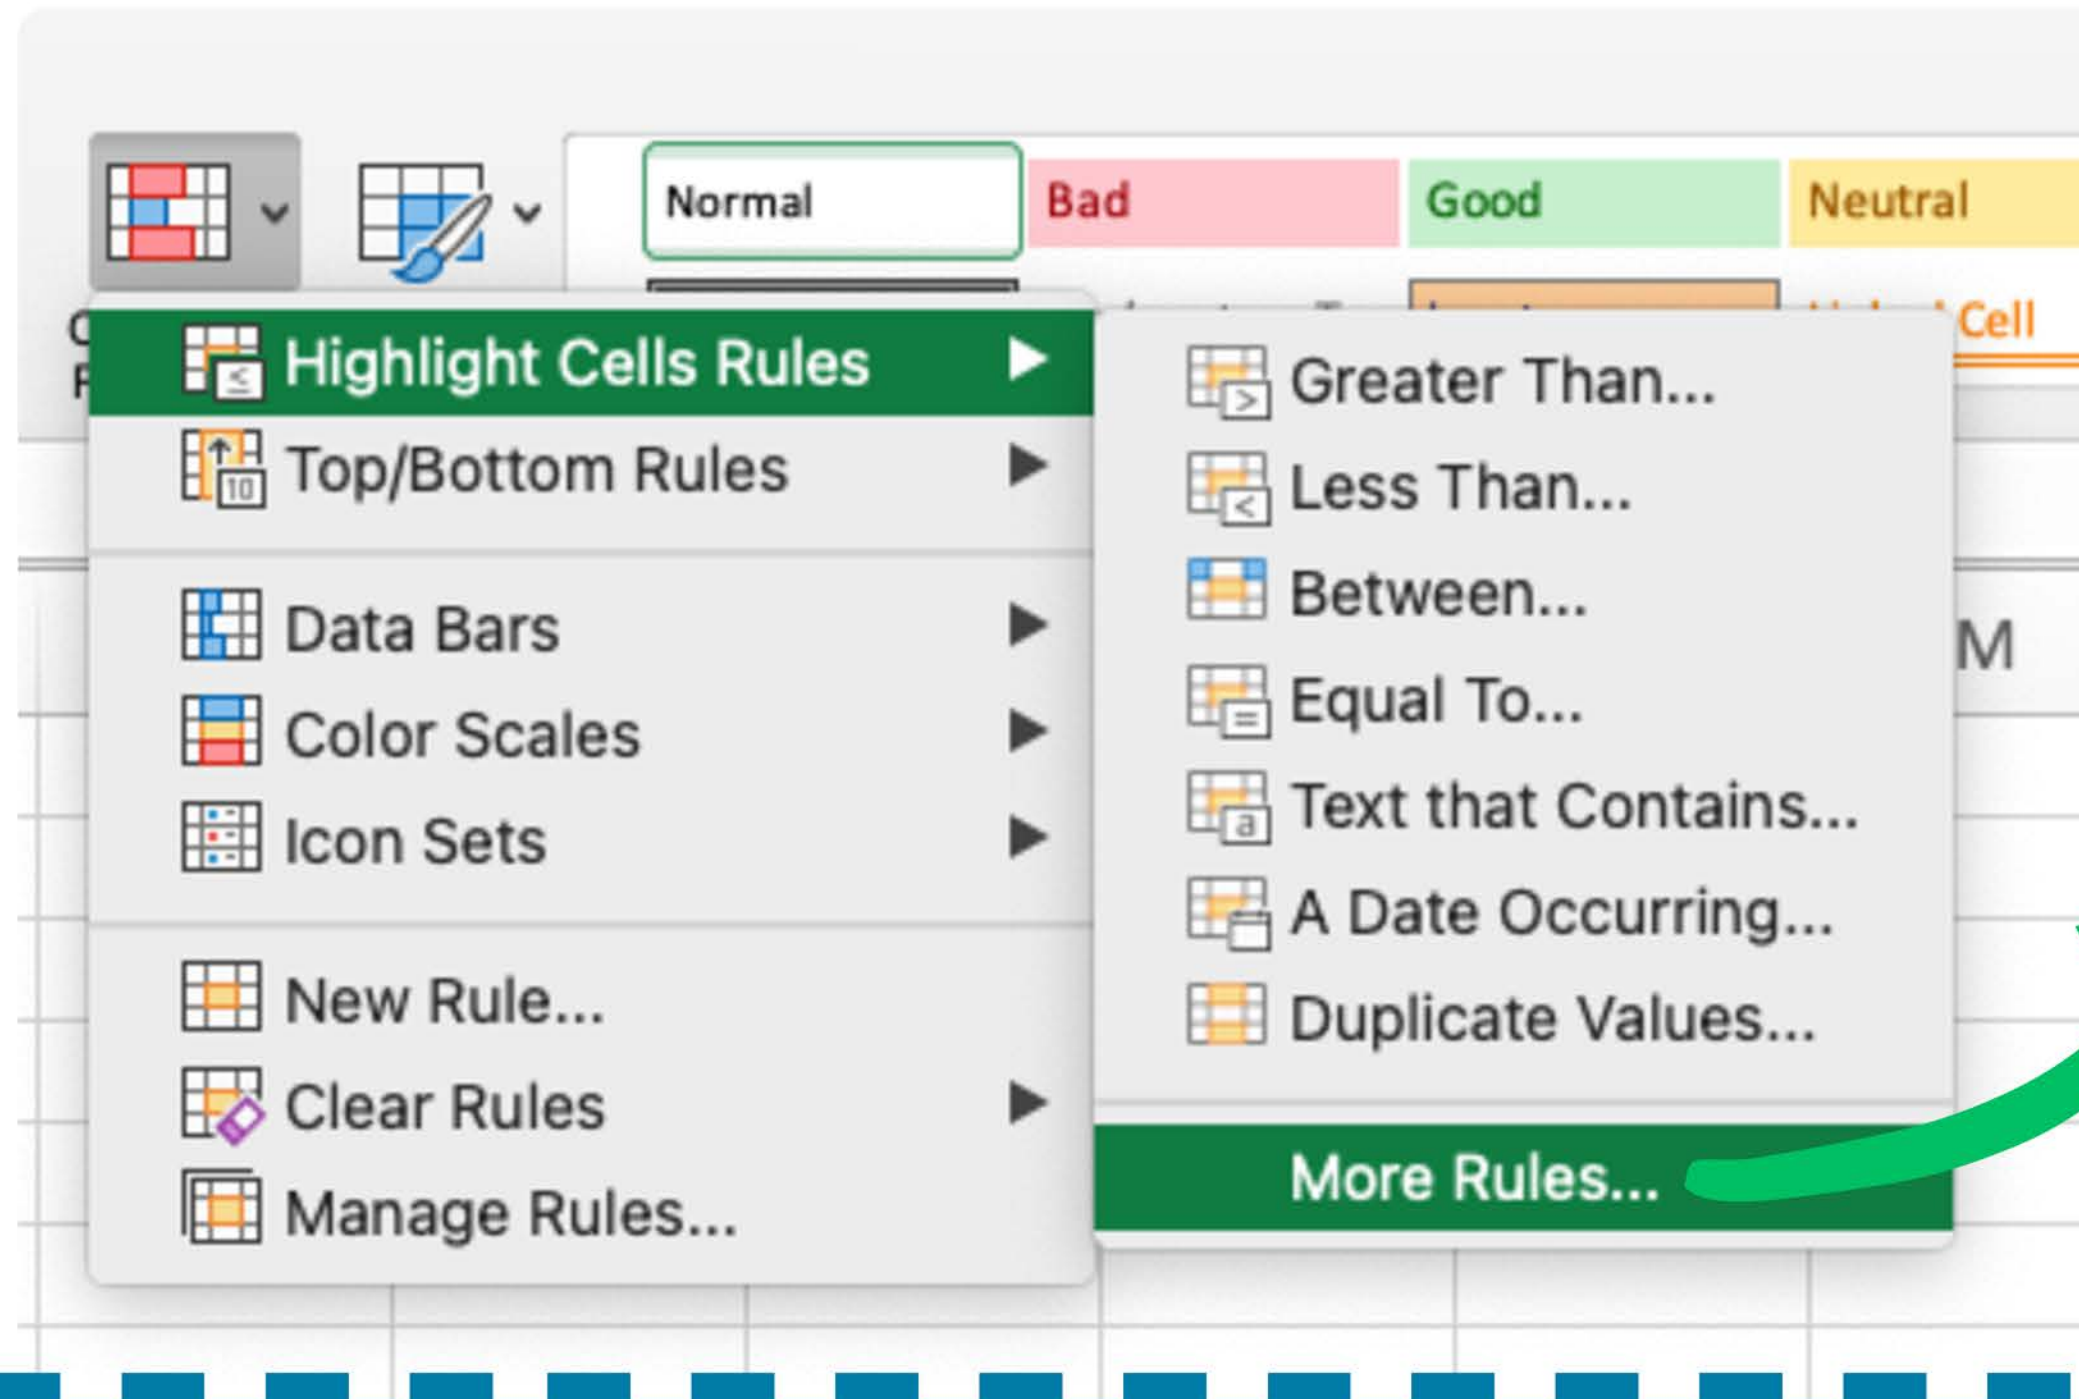 Normal
Bad
Good
Neutral
Cell
Highlight Cells Rules
Top/Bottom Rules
Data Bars
Color Scales
Icon Sets
New Rule...
Clear Rules
Manage Rules...
Greater Than...
Less Than...
Between...
Equal To...
Text that Contains...
A Date Occurring...
Duplicate Values...
More Rules...
M